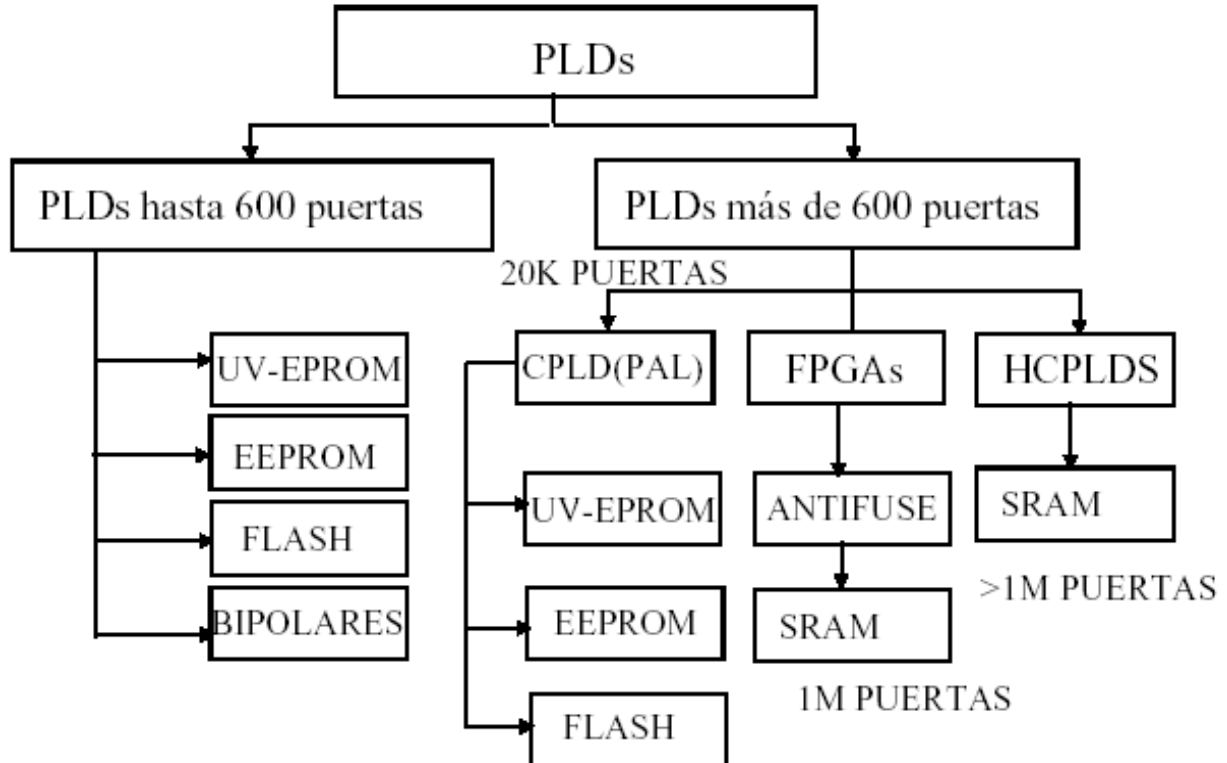 PLDs
PLDs hasta 600 puertas
PLDs más de 600 puertas
20K PUERTAS
UV-EPROM
EEPROM
FLASH
BIPOLARES
CPLD(PAL)
UV-EPROM
EEPROM
FLASH
FPGAs
ANTIFUSE
SRAM
1M PUERTAS
HCPLDS
SRAM
>1M PUERTAS